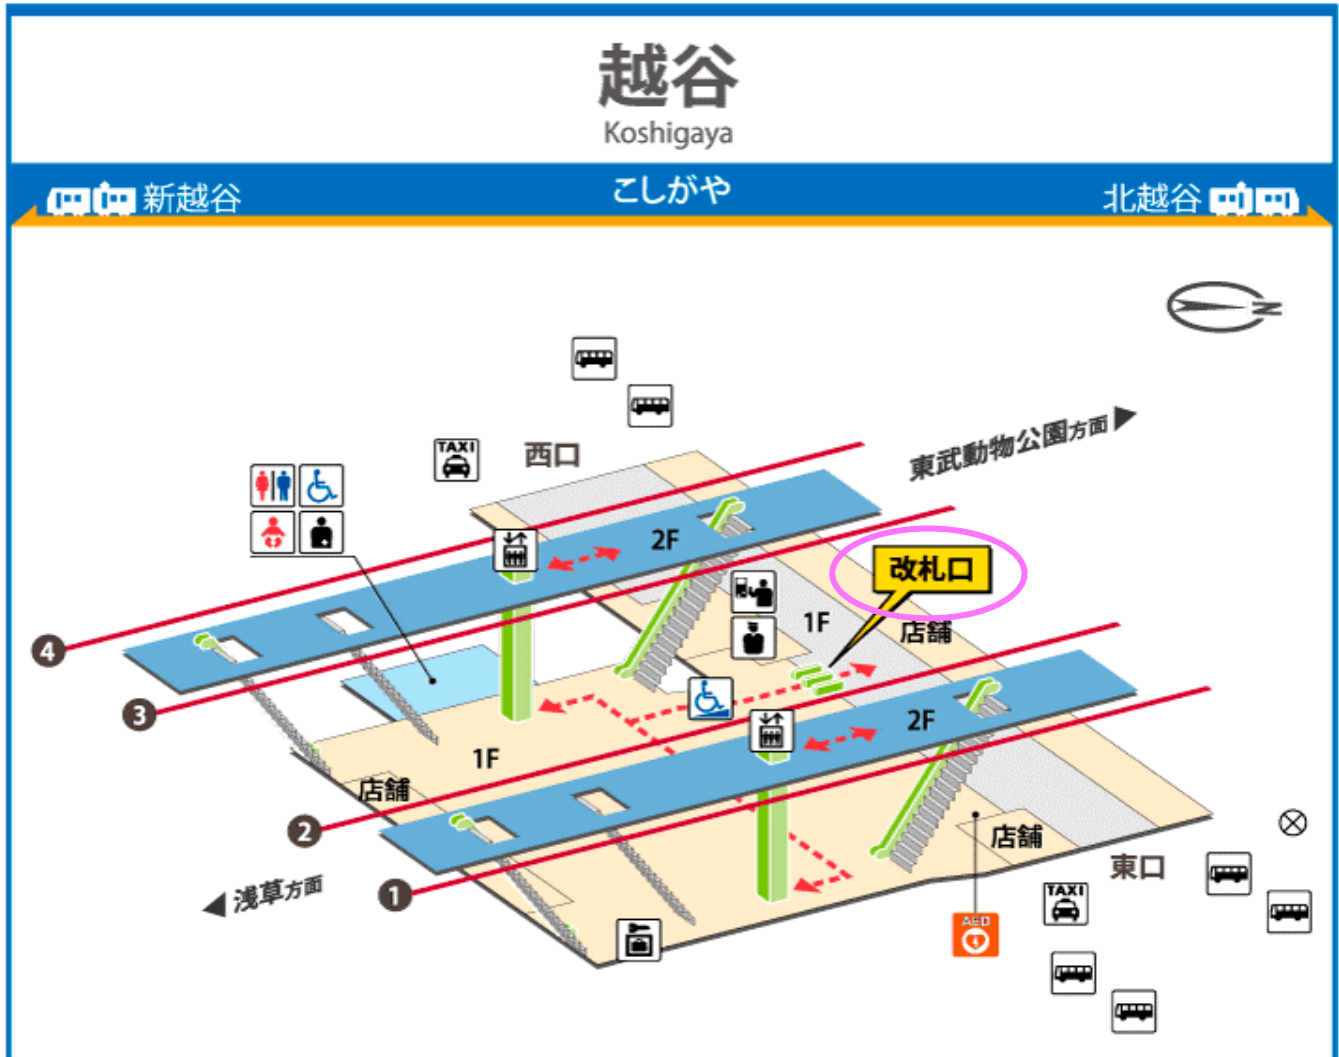 越谷
Koshigaya
新越谷
こしがや
北越谷
N
東武動物公園方面
TAXI
西口
2F
改札口
1F
店舗
4
3
2F
1F
店舗
2
店舗
東口
1
浅草方面
TAXI
AED